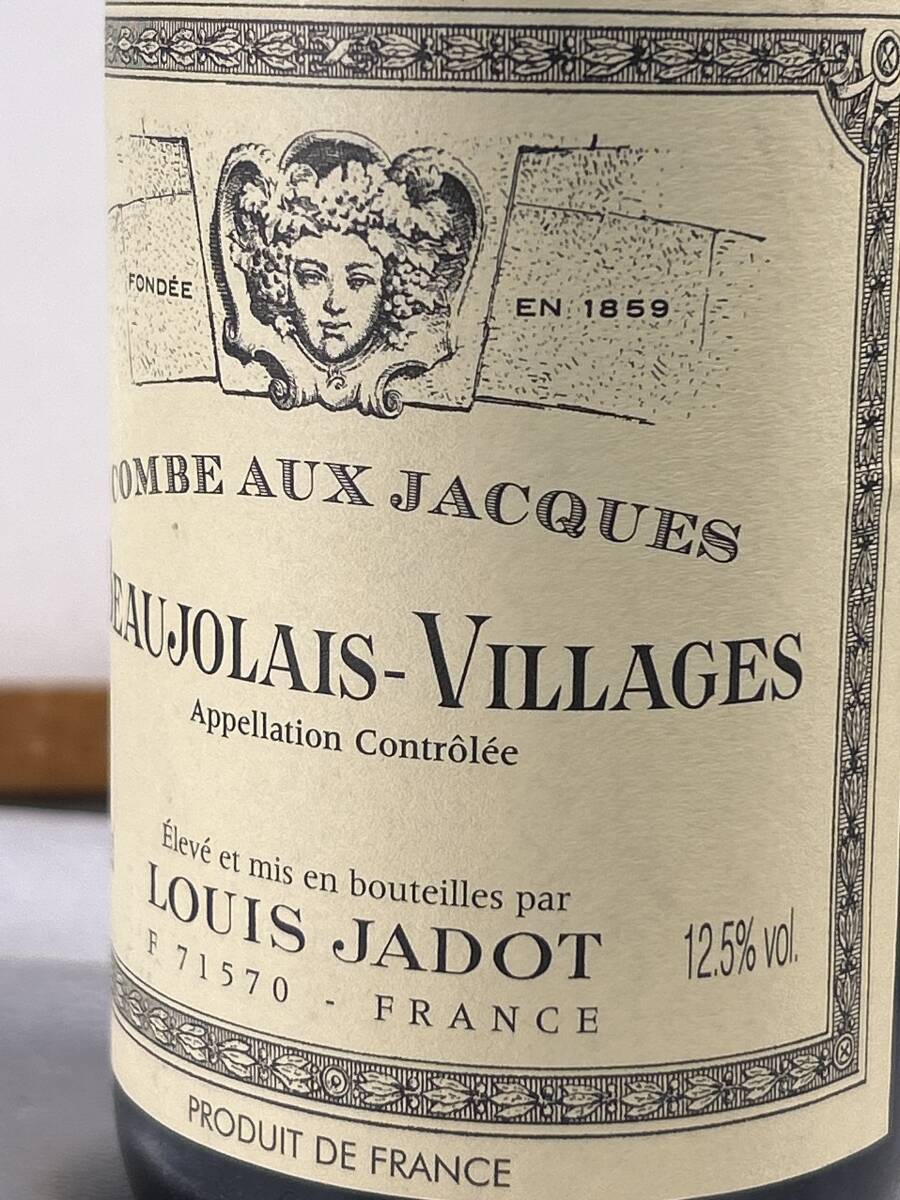 FONDÉE EN 1859
COMBE AUX JACQUES
BEAUJOLAIS-VILLAGES
Appellation Contrôlée
Élevé et mis en bouteilles par
LOUIS JADOT
F 71570 - FRANCE
12.5% vol.
PRODUIT DE FRANCE